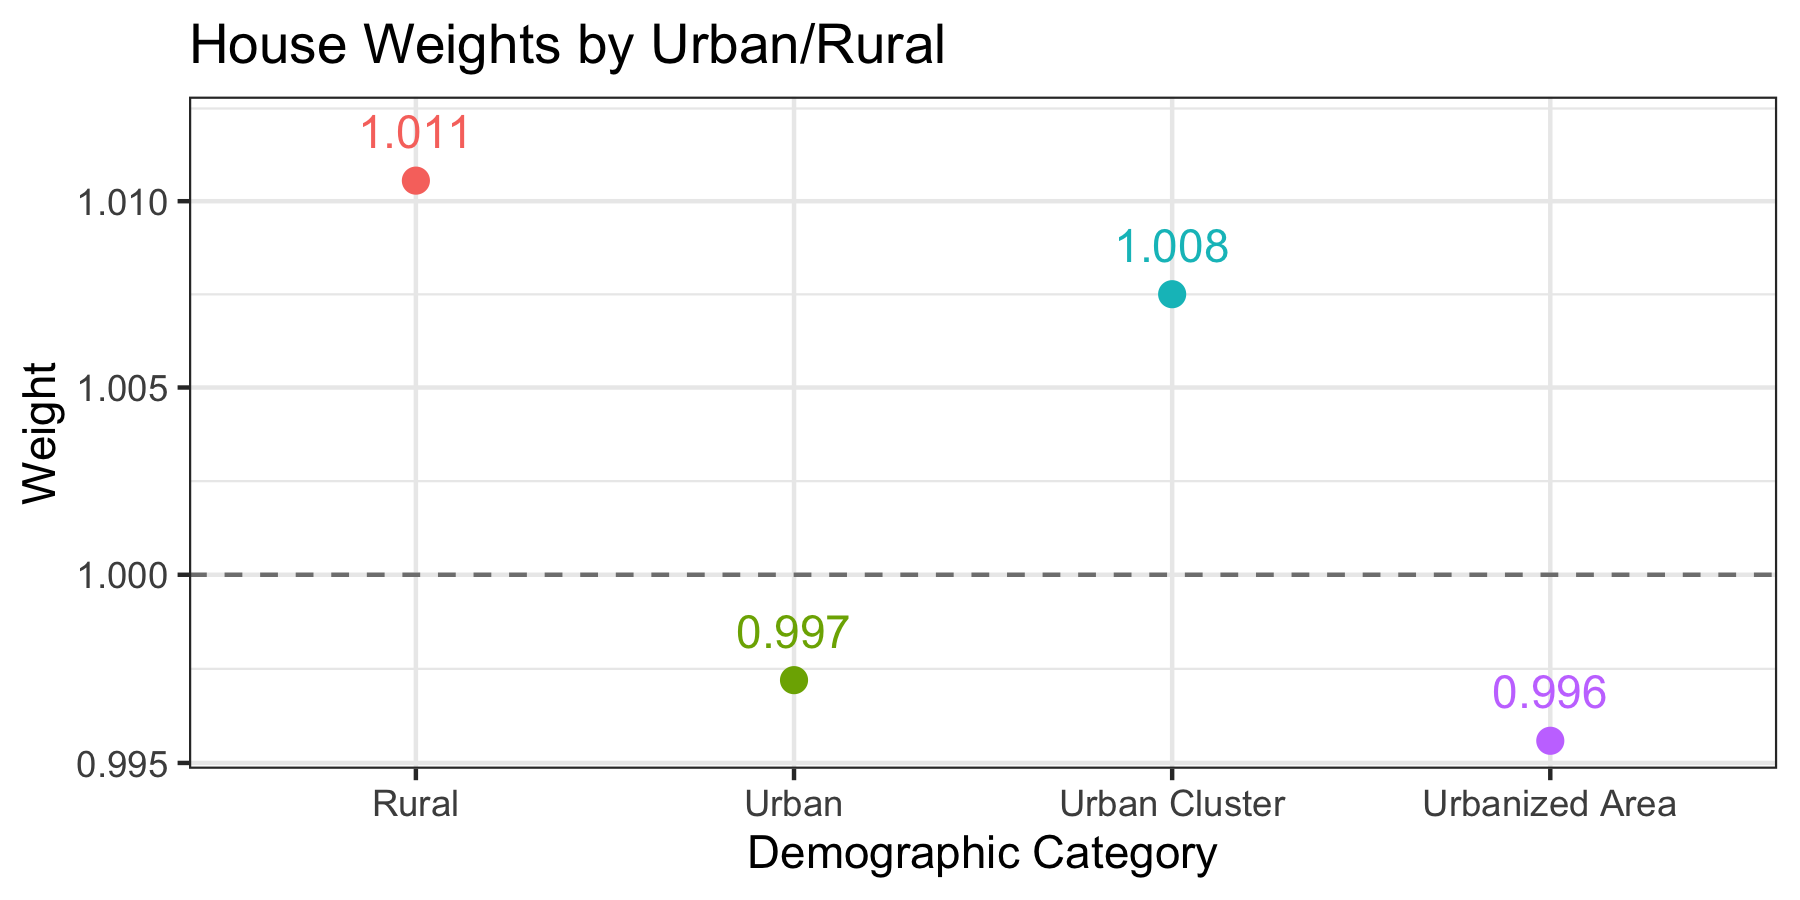 House Weights by Urban/Rural
1.011
1.010
1.008
1.005
Weight
1.000
0.997
0.996
0.995
Rural Urban Urban Cluster Urbanized Area
Demographic Category